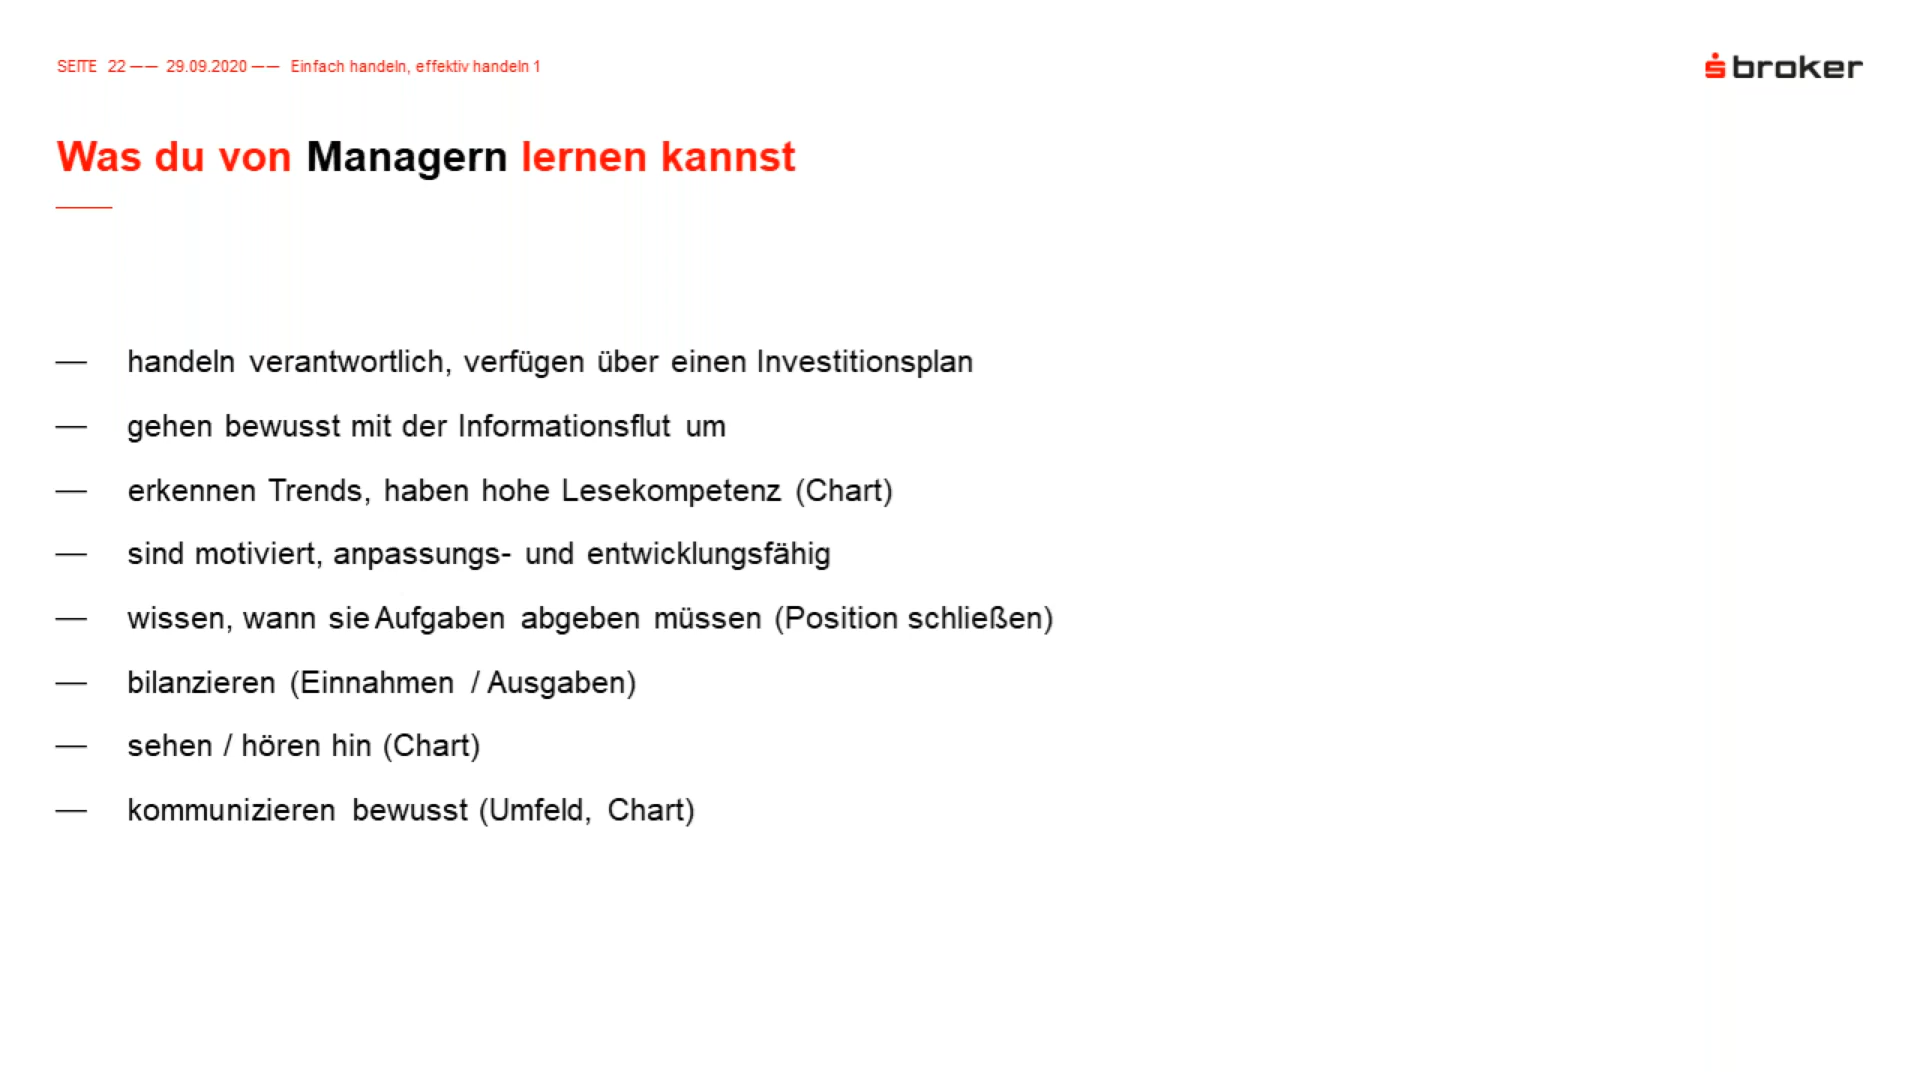 SEITE 22 —— 29.09.2020 —— Einfach handeln, effektiv handeln 1
broker
Was du von Managern lernen kannst
— handeln verantwortlich, verfügen über einen Investitionsplan
— gehen bewusst mit der Informationsflut um
— erkennen Trends, haben hohe Lesekompetenz (Chart)
— sind motiviert, anpassungs- und entwicklungsfähig
— wissen, wann sie Aufgaben abgeben müssen (Position schließen)
— bilanzieren (Einnahmen / Ausgaben)
— sehen / hören hin (Chart)
— kommunizieren bewusst (Umfeld, Chart)